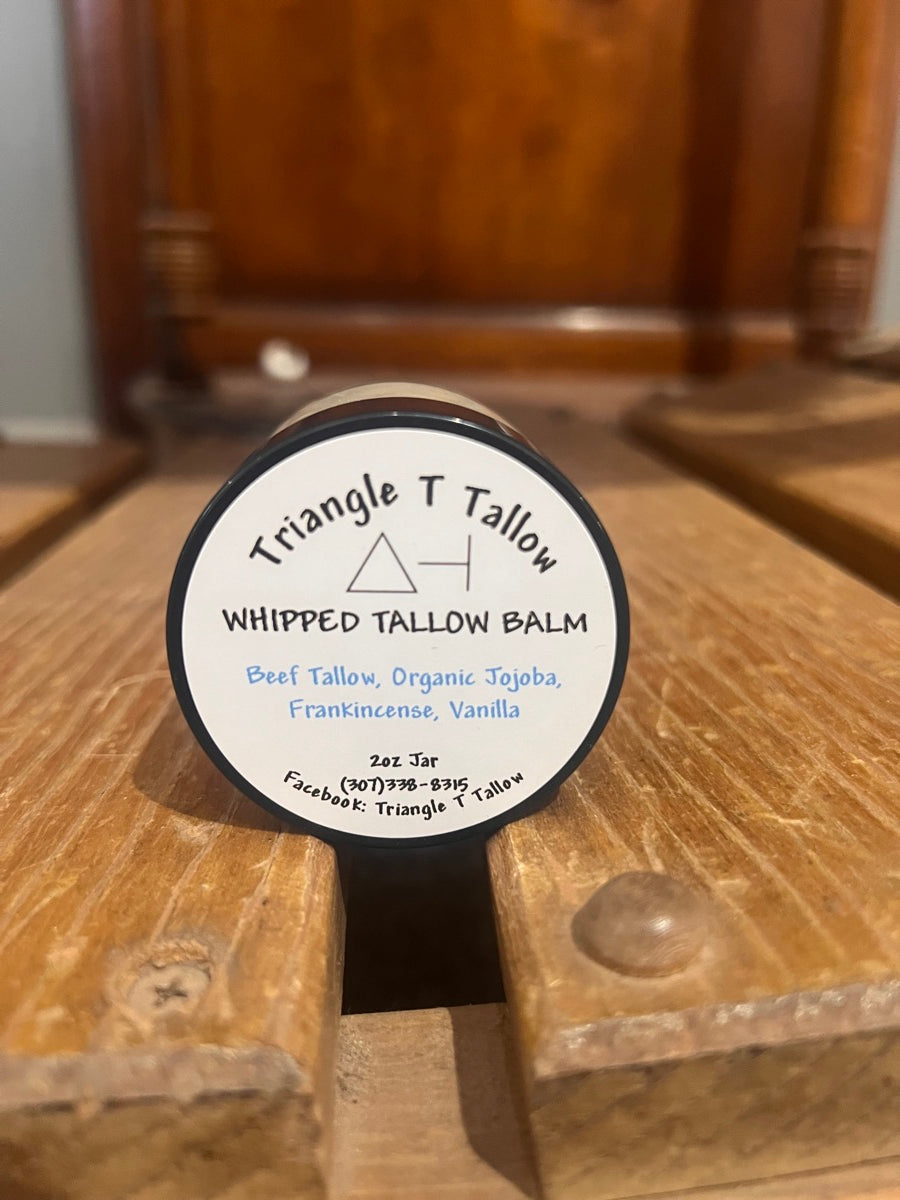 Triangle T Tallow
WHIPPED TALLOW BALM
Beef Tallow, Organic Jojoba,
Frankincense, Vanilla
2oz Jar
(307)338-8315
Facebook: Triangle T Tallow